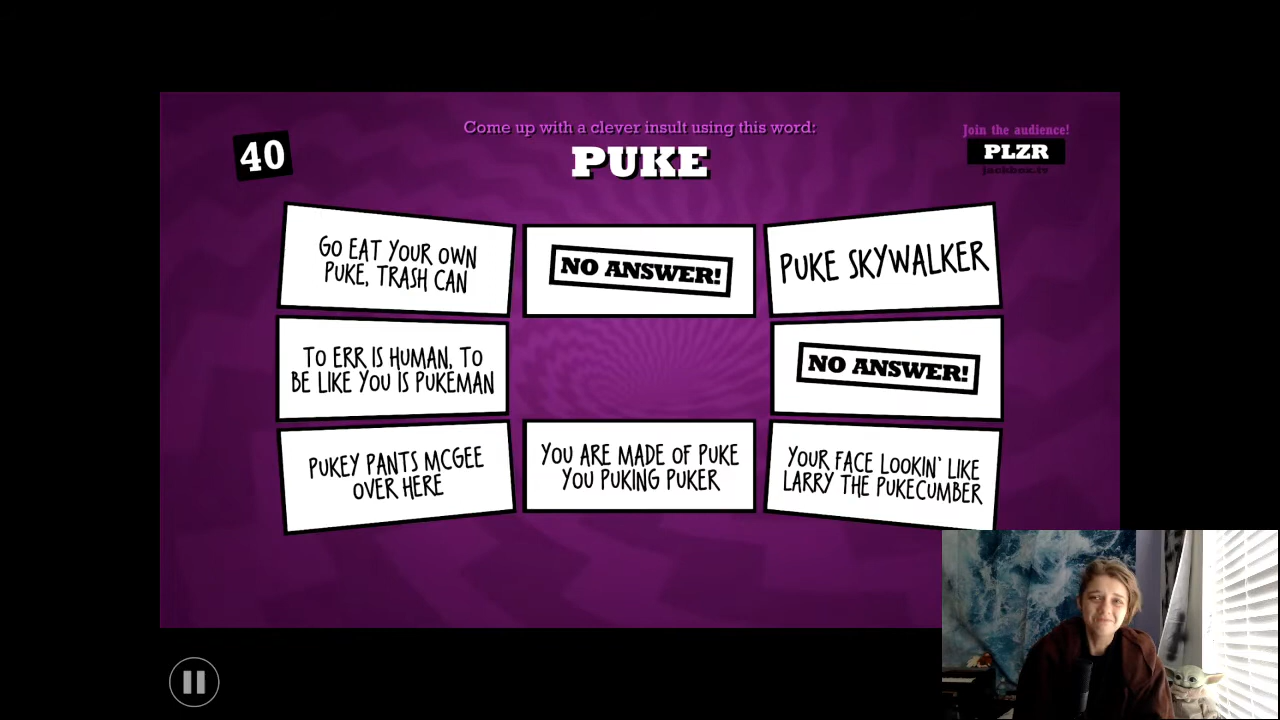 Come up with a clever insult using this word:
PUKE
40
Join the audience!
PLZR
jackbox.tv
GO EAT YOUR OWN
PUKE, TRASH CAN
NO ANSWER!
PUKE SKYWALKER
TO ERR IS HUMAN, TO
BE LIKE YOU IS PUKEMAN
NO ANSWER!
PUKEY PANTS MCGEE
OVER HERE
YOU ARE MADE OF PUKE
YOU PUKING PUKER
YOUR FACE LOOKIN' LIKE
LARRY THE PUKECUMBER